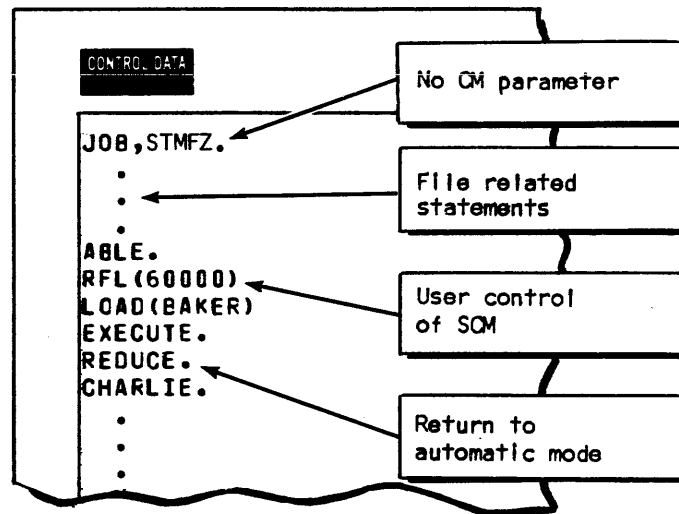 CONTROL DATA
No CM parameter
JOB,STMFZ.
File related
statements
ABLE.
RFL(60000)
LOAD(BAKER)
User control
of SCM
EXECUTE.
REDUCE.
CHARLIE.
Return to
automatic mode